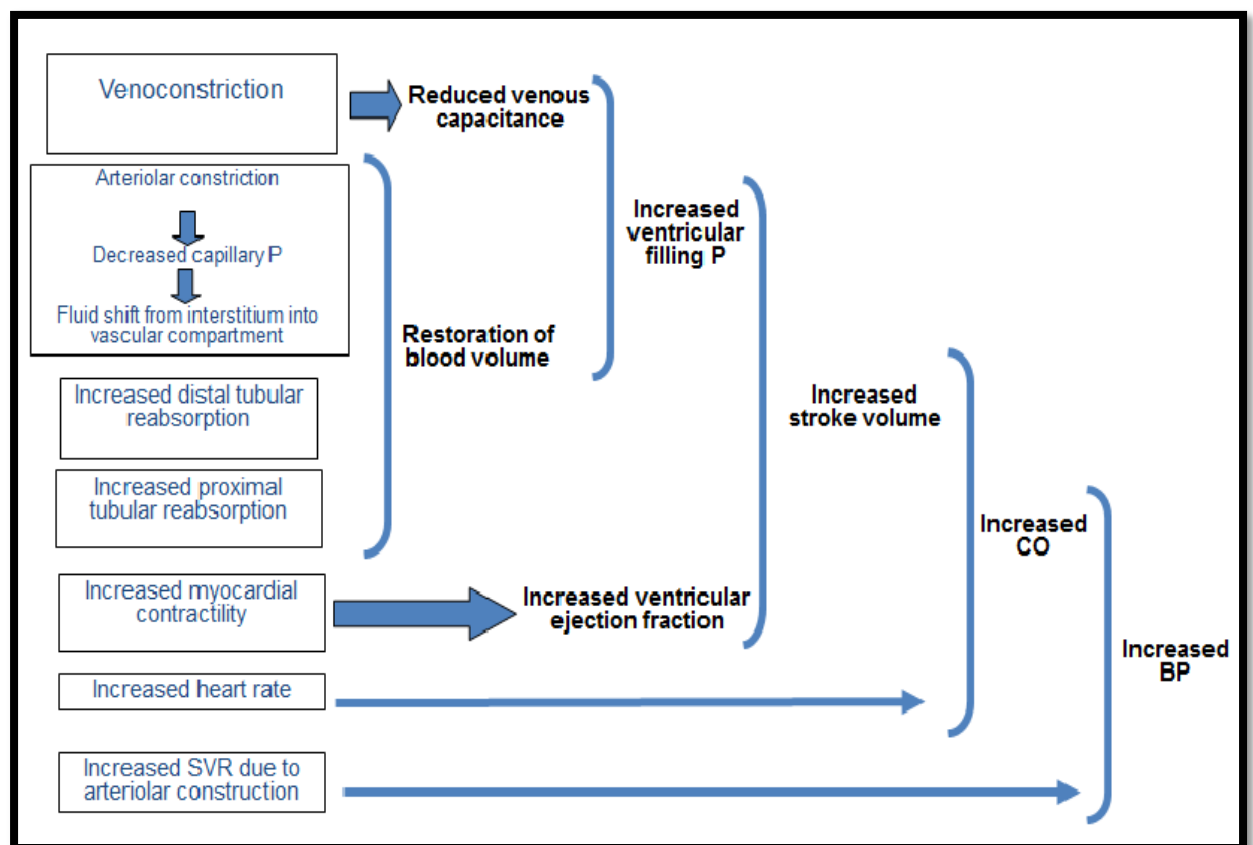 Venoconstriction
Reduced venous
capacitance
Arteriolar constriction
Decreased capillary P
Fluid shift from interstitium into
vascular compartment
Increased
ventricular
filling P
Restoration of
blood volume
Increased distal tubular
reabsorption
Increased
stroke volume
Increased proximal
tubular reabsorption
Increased
CO
Increased myocardial
contractility
Increased ventricular
ejection fraction
Increased
BP
Increased heart rate
Increased SVR due to
arteriolar construction